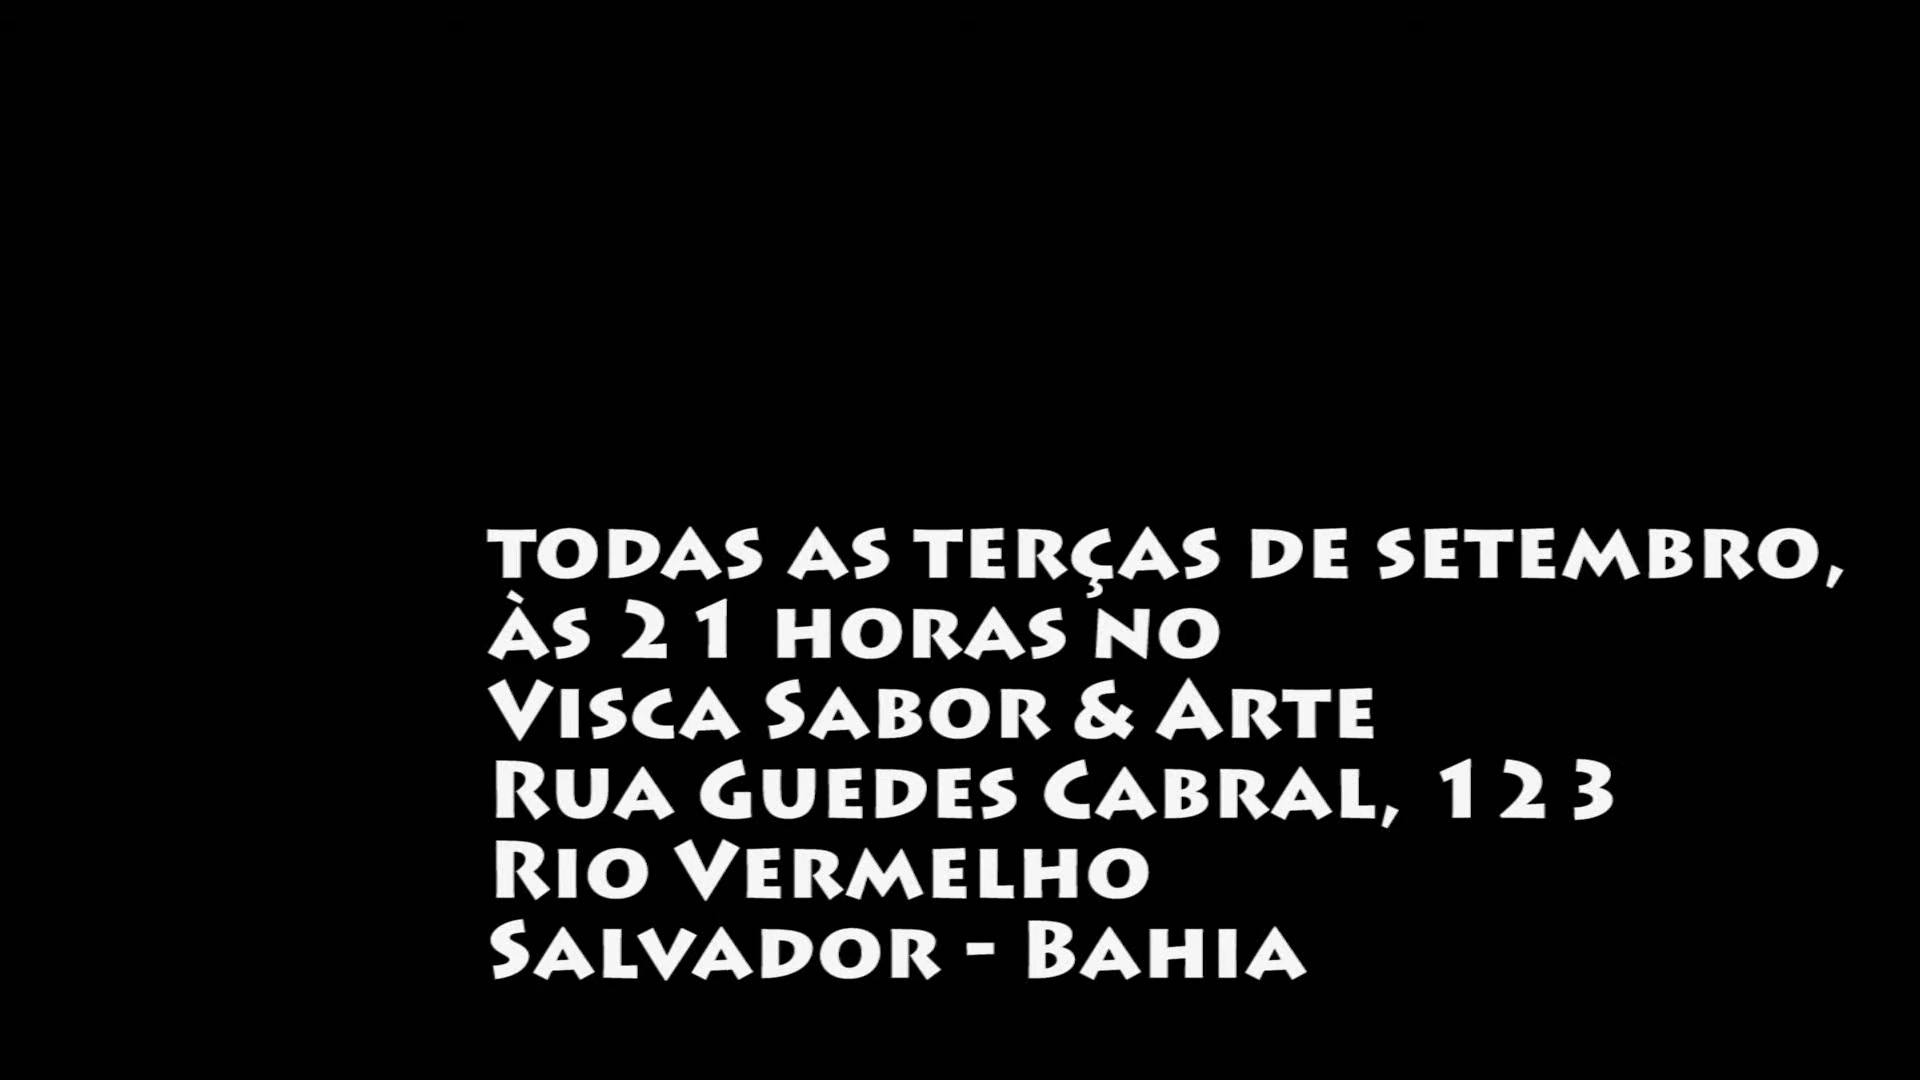 todas as terças de setembro,
às 21 horas no
Visca Sabor & Arte
Rua Guedes Cabral, 123
Rio Vermelho
Salvador - Bahia